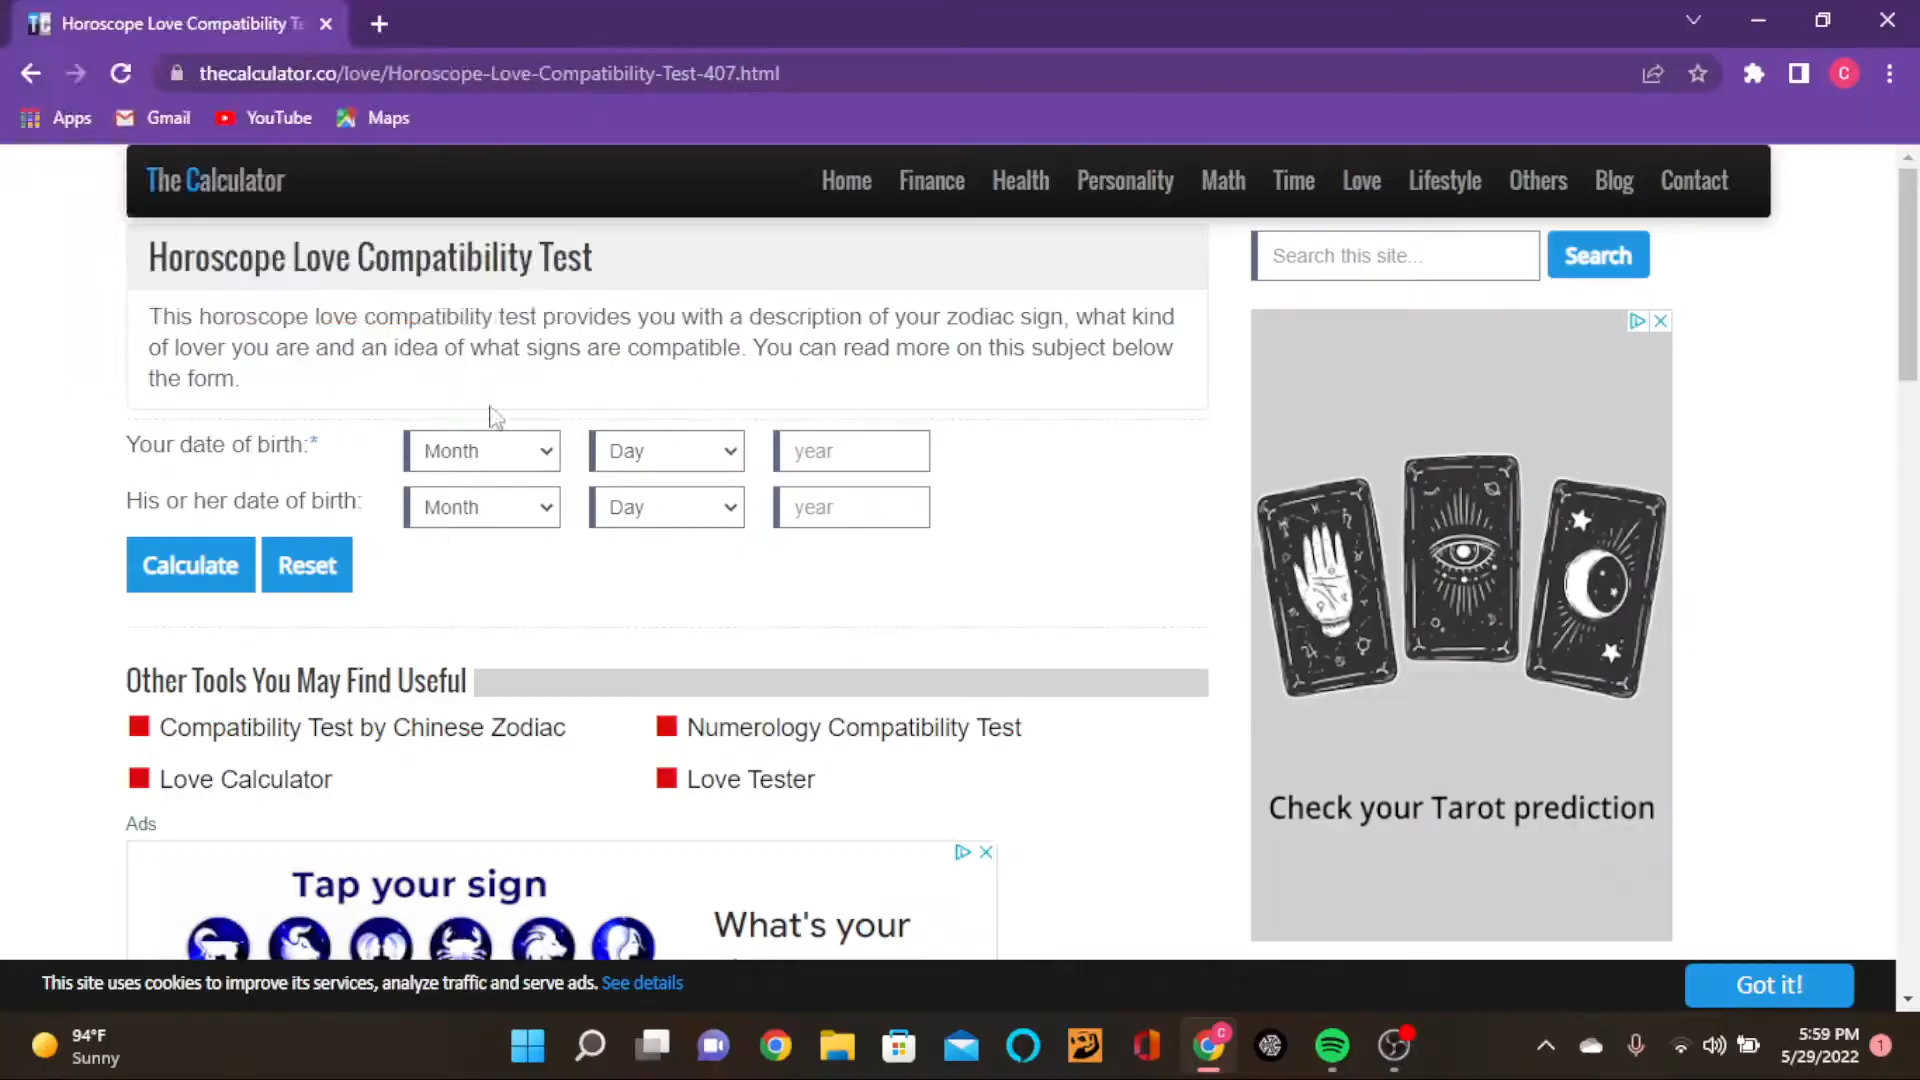 Horoscope Love Compatibility Te
thecalculator.co/love/Horoscope-Love-Compatibility-Test-407.html
C
Apps
Gmail
YouTube
Maps
The Calculator
Home
Finance
Health
Personality
Math
Time
Love
Lifestyle
Others
Blog
Contact
Horoscope Love Compatibility Test
Search this site...
Search
This horoscope love compatibility test provides you with a description of your zodiac sign, what kind
of lover you are and an idea of what signs are compatible. You can read more on this subject below
the form.
Your date of birth:*
Month
Day
year
His or her date of birth:
Month
Day
year
Calculate
Reset
Other Tools You May Find Useful
Compatibility Test by Chinese Zodiac
Numerology Compatibility Test
Love Calculator
Love Tester
Check your Tarot prediction
Ads
Tap your sign
What's your
This site uses cookies to improve its services, analyze traffic and serve ads. See details
Got it!
94°F
Sunny
C
5:59 PM
5/29/2022
1